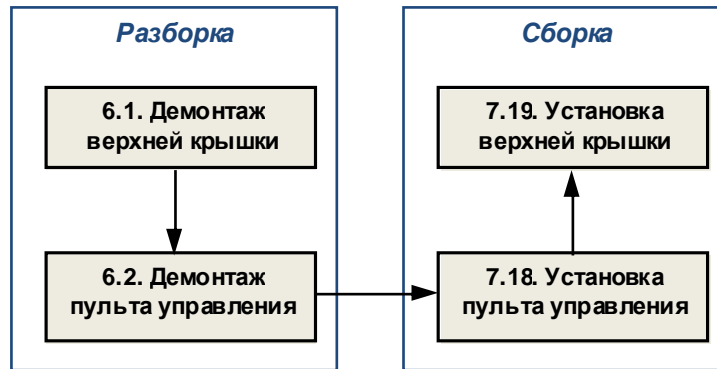 Разборка
6.1. Демонтаж
верхней крышки
6.2. Демонтаж
пульта управления
Сборка
7.19. Установка
верхней крышки
7.18. Установка
пульта управления